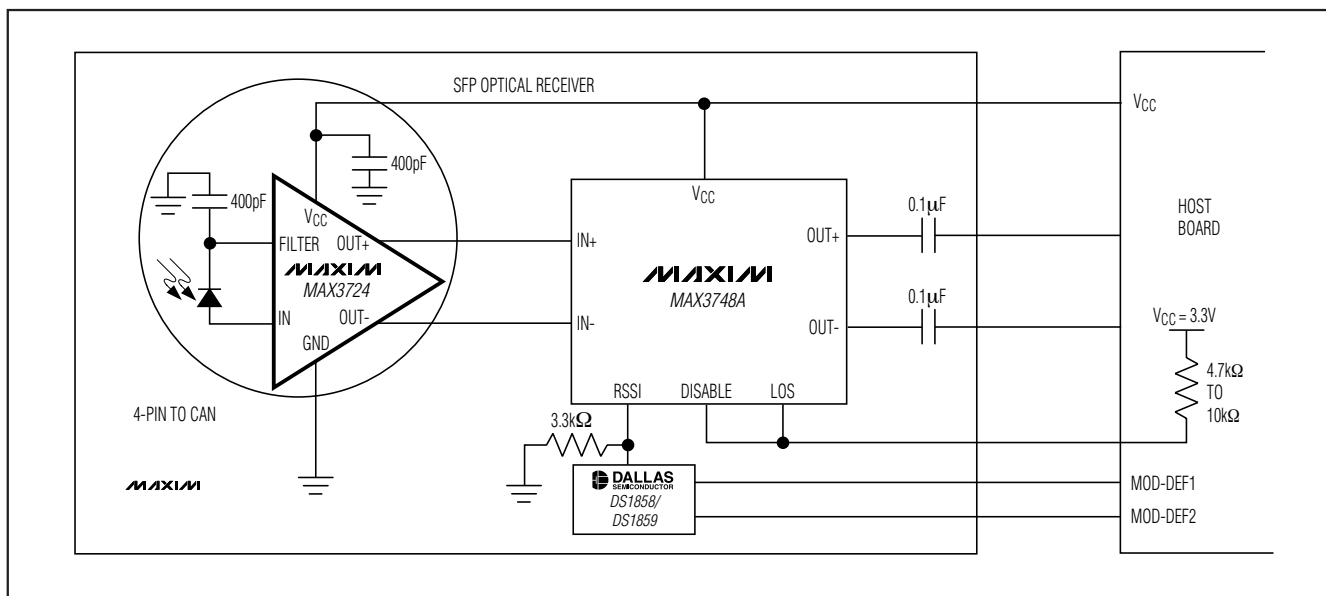 SFP OPTICAL RECEIVER
VCC
400pF
400pF
VCC
FILTER
OUT+
MAXIM
MAX3724
IN
OUT-
GND
4-PIN TO CAN
MAXIM
VCC
IN+
OUT+
MAXIM
MAX3748A
IN-
OUT-
RSSI
DISABLE
LOS
0.1µF
0.1µF
HOST
BOARD
VCC = 3.3V
4.7kΩ
TO
10kΩ
3.3kΩ
DALLAS
SEMICONDUCTOR
DS1858/
DS1859
MOD-DEF1
MOD-DEF2